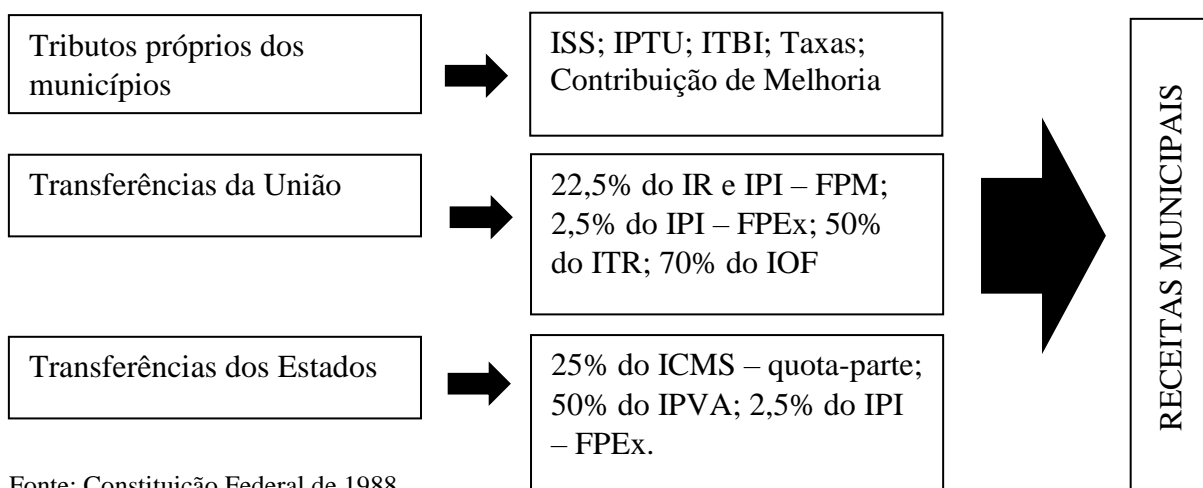 Tributos próprios dos
municípios
ISS; IPTU; ITBI; Taxas;
Contribuição de Melhoria
Transferências da União
22,5% do IR e IPI – FPM;
2,5% do IPI – FPEx; 50%
do ITR; 70% do IOF
Transferências dos Estados
25% do ICMS – quota-parte;
50% do IPVA; 2,5% do IPI
– FPEx.
RECEITAS MUNICIPAIS
Fonte: Constituição Federal de 1988